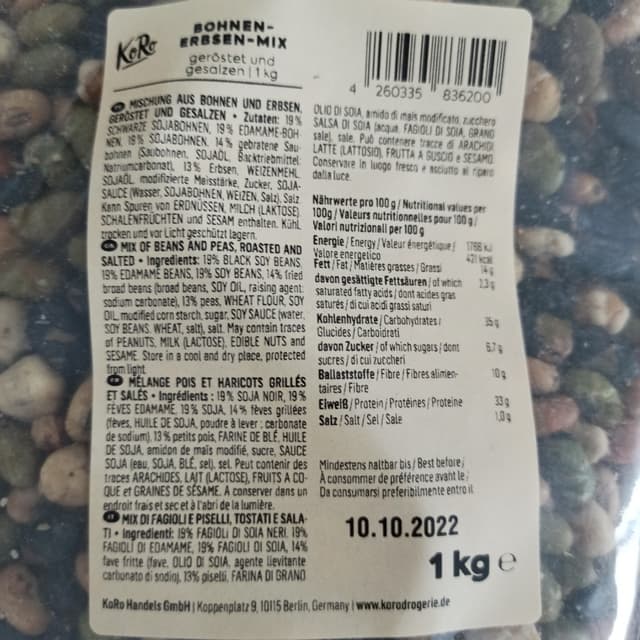 KoRo
BOHNEN-
ERBSEN-MIX
geröstet und
gesalzen | 1 kg
4 260335 836200
DE MISCHUNG AUS BOHNEN UND ERBSEN,
GERÖSTET UND GESALZEN • Zutaten: 19%
SCHWARZE SOJABOHNEN, 19% EDAMAME-BOH-
NEN, 19% SOJABOHNEN, 14% gebratene Sau-
bohnen (Saubohnen, SOJAÖL, Backtriebmittel:
Natriumcarbonat), 13% Erbsen, WEIZENMEHL,
SOJAÖL, modifizierte Maisstärke, Zucker, SOJA-
SAUCE (Wasser, SOJABOHNEN, WEIZEN, Salz), Salz.
Kann Spuren von ERDNÜSSEN, MILCH (LAKTOSE),
SCHALENFRÜCHTEN und SESAM enthalten. Kühl,
trocken und vor Licht geschützt lagern.
MIX OF BEANS AND PEAS, ROASTED AND
SALTED • Ingredients: 19% BLACK SOY BEANS,
19% EDAMAME BEANS, 19% SOY BEANS, 14% fried
broad beans (broad beans, SOY OIL, raising agent:
sodium carbonate), 13% peas, WHEAT FLOUR, SOY
OIL, modified corn starch, sugar, SOY SAUCE (water,
SOY BEANS, WHEAT, salt), salt. May contain traces
of PEANUTS, MILK (LACTOSE), EDIBLE NUTS and
SESAME. Store in a cool and dry place, protected
from light.
FR MÉLANGE POIS ET HARICOTS GRILLÉS
ET SALÉS • Ingrédients : 19% SOJA NOIR, 19%
FÈVES EDAMAME, 19% SOJA, 14% fèves grillées
(fèves, HUILE DE SOJA, poudre à lever : carbonate
de sodium), 13% petits pois, FARINE DE BLÉ, HUILE
DE SOJA, amidon de maïs modifié, sucre, SAUCE
SOJA (eau, SOJA, BLÉ, sel), sel. Peut contenir des
traces ARACHIDES, LAIT (LACTOSE), FRUITS A CO-
QUE et GRAINES DE SÉSAME. A conserver dans un
endroit frais et sec et à l'abri de la lumière.
IT MIX DI FAGIOLI E PISELLI, TOSTATI E SALA-
TI • Ingredienti: 19% FAGIOLI DI SOIA NERI, 19%
FAGIOLI DI EDAMAME, 19% FAGIOLI DI SOIA, 14%
fave fritte (fave, OLIO DI SOIA, agente lievitante
carbonato di sodio), 13% piselli, FARINA DI GRANO
OLIO DI SOIA, amido di mais modificato, zucchero
SALSA DI SOIA (acqua, FAGIOLI DI SOIA, GRANO
sale), sale. Può contenere tracce di ARACHIDI
LATTE (LATTOSIO), FRUTTA A GUSCIO e SESAMO.
Conservare in luogo fresco e asciutto al riparo
dalla luce.
Nährwerte pro 100 g / Nutritional values per
100g / Valeurs nutritionnelles pour 100 g /
Valori nutrizionali per 100 g
Energie / Energy / Valeur énergétique / 1766 kJ
Valore energetico 421 kcal
Fett / Fat / Matières grasses / Grassi 14 g
davon gesättigte Fettsäuren / of which 2.3 g
saturated fatty acids / dont acides gras
saturés / di cui acidi grassi saturi
Kohlenhydrate / Carbohydrates / 35 g
Glucides / Carboidrati
davon Zucker / of which sugars / dont 6.7 g
sucres / di cui zuccheri
Ballaststoffe / Fibre / Fibres alimen- 10 g
taires / Fibre
Eiweiß / Protein / Protéines / Proteine 33 g
Salz / Salt / Sel / Sale 1,0 g
Mindestens haltbar bis / Best before /
À consommer de préférence avant le /
Da consumarsi preferibilmente entro il
10.10.2022
1 kg e
KoRo Handels GmbH | Koppenplatz 9, 10115 Berlin, Germany | www.korodrogerie.de